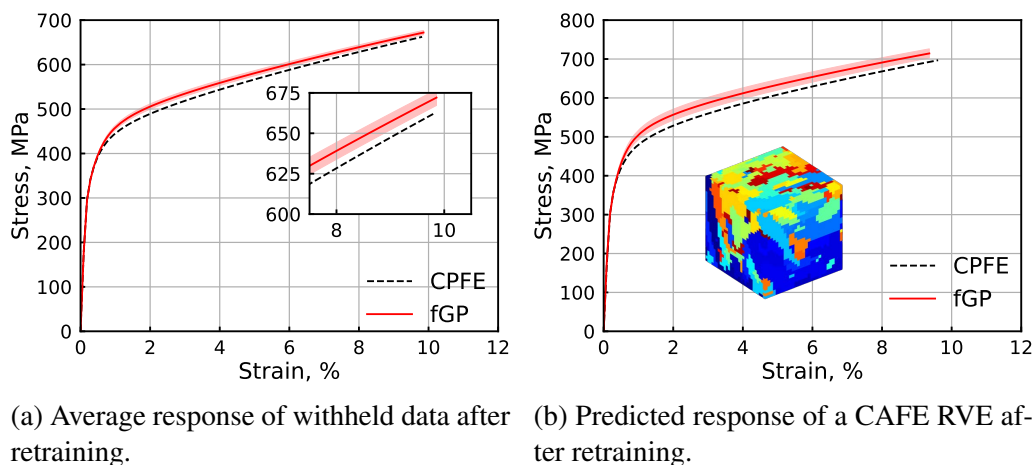 700
600
500
400
300
200
100
0
Stress, MPa
675
650
625
600
8 10
CPFE
fGP
0 2 4 6 8 10 12
Strain, %
(a) Average response of withheld data after
retraining.
800
700
600
500
400
300
200
100
0
Stress, MPa
CPFE
fGP
0 2 4 6 8 10 12
Strain, %
(b) Predicted response of a CAFE RVE af-
ter retraining.